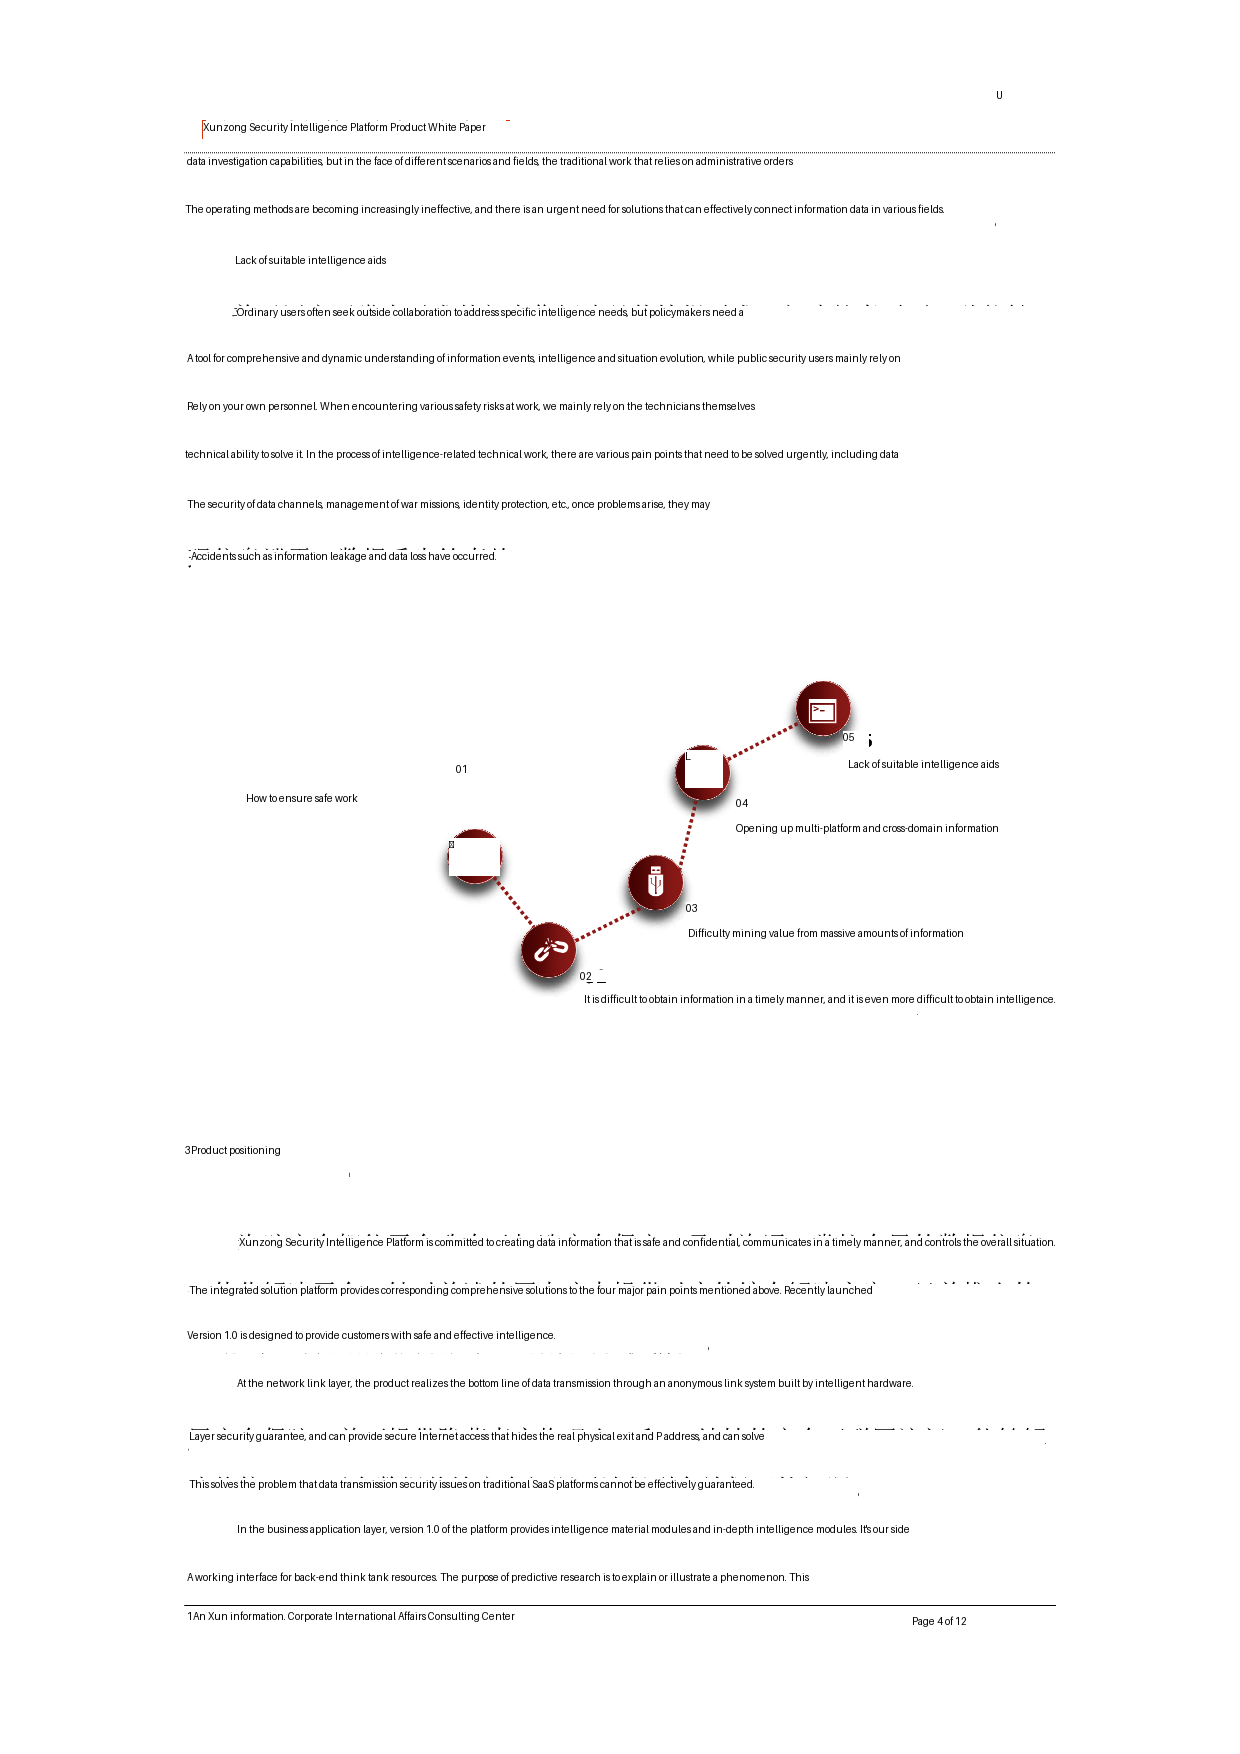 U
Xunzong Security Intelligence Platform Product White Paper
data investigation capabilities, but in the face of different scenarios and fields, the traditional work that relies on administrative orders
The operating methods are becoming increasingly ineffective, and there is an urgent need for solutions that can effectively connect information data in various fields.
Lack of suitable intelligence aids
Ordinary users often seek outside collaboration to address specific intelligence needs, but policymakers need a
A tool for comprehensive and dynamic understanding of information events, intelligence and situation evolution, while public security users mainly rely on
Rely on your own personnel. When encountering various safety risks at work, we mainly rely on the technicians themselves
technical ability to solve it. In the process of intelligence-related technical work, there are various pain points that need to be solved urgently, including data
The security of data channels, management of war missions, identity protection, etc., once problems arise, they may
Accidents such as information leakage and data loss have occurred.
05
Lack of suitable intelligence aids
01
L
How to ensure safe work
04
Opening up multi-platform and cross-domain information
03
Difficulty mining value from massive amounts of information
02
It is difficult to obtain information in a timely manner, and it is even more difficult to obtain intelligence.
3Product positioning
Xunzong Security Intelligence Platform is committed to creating data information that is safe and confidential, communicates in a timely manner, and controls the overall situation.
The integrated solution platform provides corresponding comprehensive solutions to the four major pain points mentioned above. Recently launched
Version 1.0 is designed to provide customers with safe and effective intelligence.
At the network link layer, the product realizes the bottom line of data transmission through an anonymous link system built by intelligent hardware.
Layer security guarantee, and can provide secure Internet access that hides the real physical exit and P address, and can solve
This solves the problem that data transmission security issues on traditional SaaS platforms cannot be effectively guaranteed.
In the business application layer, version 1.0 of the platform provides intelligence material modules and in-depth intelligence modules. It's our side
A working interface for back-end think tank resources. The purpose of predictive research is to explain or illustrate a phenomenon. This
1An Xun information. Corporate International Affairs Consulting Center
Page 4 of 12